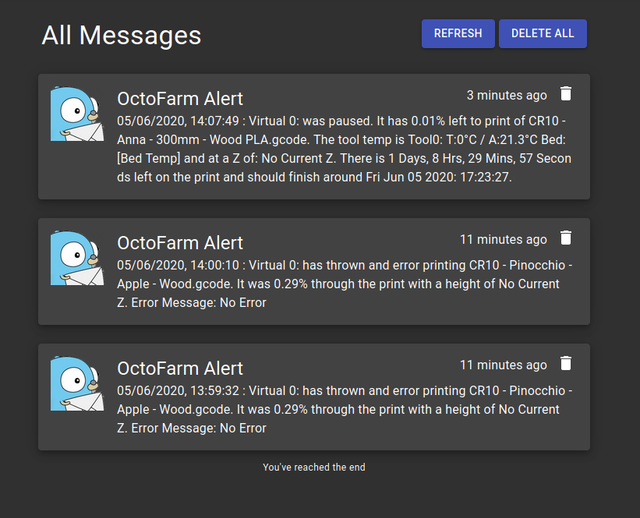 All Messages
REFRESH
DELETE ALL
OctoFarm Alert
3 minutes ago
05/06/2020, 14:07:49 : Virtual 0: was paused. It has 0.01% left to print of CR10 -
Anna - 300mm - Wood PLA.gcode. The tool temp is Tool0: T:0°C / A:21.3°C Bed:
[Bed Temp] and at a Z of: No Current Z. There is 1 Days, 8 Hrs, 29 Mins, 57 Secon
ds left on the print and should finish around Fri Jun 05 2020: 17:23:27.
OctoFarm Alert
11 minutes ago
05/06/2020, 14:00:10 : Virtual 0: has thrown and error printing CR10 - Pinocchio -
Apple - Wood.gcode. It was 0.29% through the print with a height of No Current
Z. Error Message: No Error
OctoFarm Alert
11 minutes ago
05/06/2020, 13:59:32 : Virtual 0: has thrown and error printing CR10 - Pinocchio -
Apple - Wood.gcode. It was 0.29% through the print with a height of No Current
Z. Error Message: No Error
You've reached the end